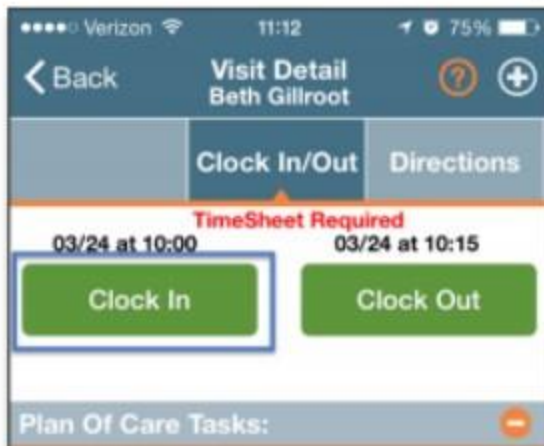 Verizon 11:12 75%
Back Visit Detail ?
Beth Gillroot
Clock In/Out Directions
TimeSheet Required
03/24 at 10:00 03/24 at 10:15
Clock In Clock Out
Plan Of Care Tasks: